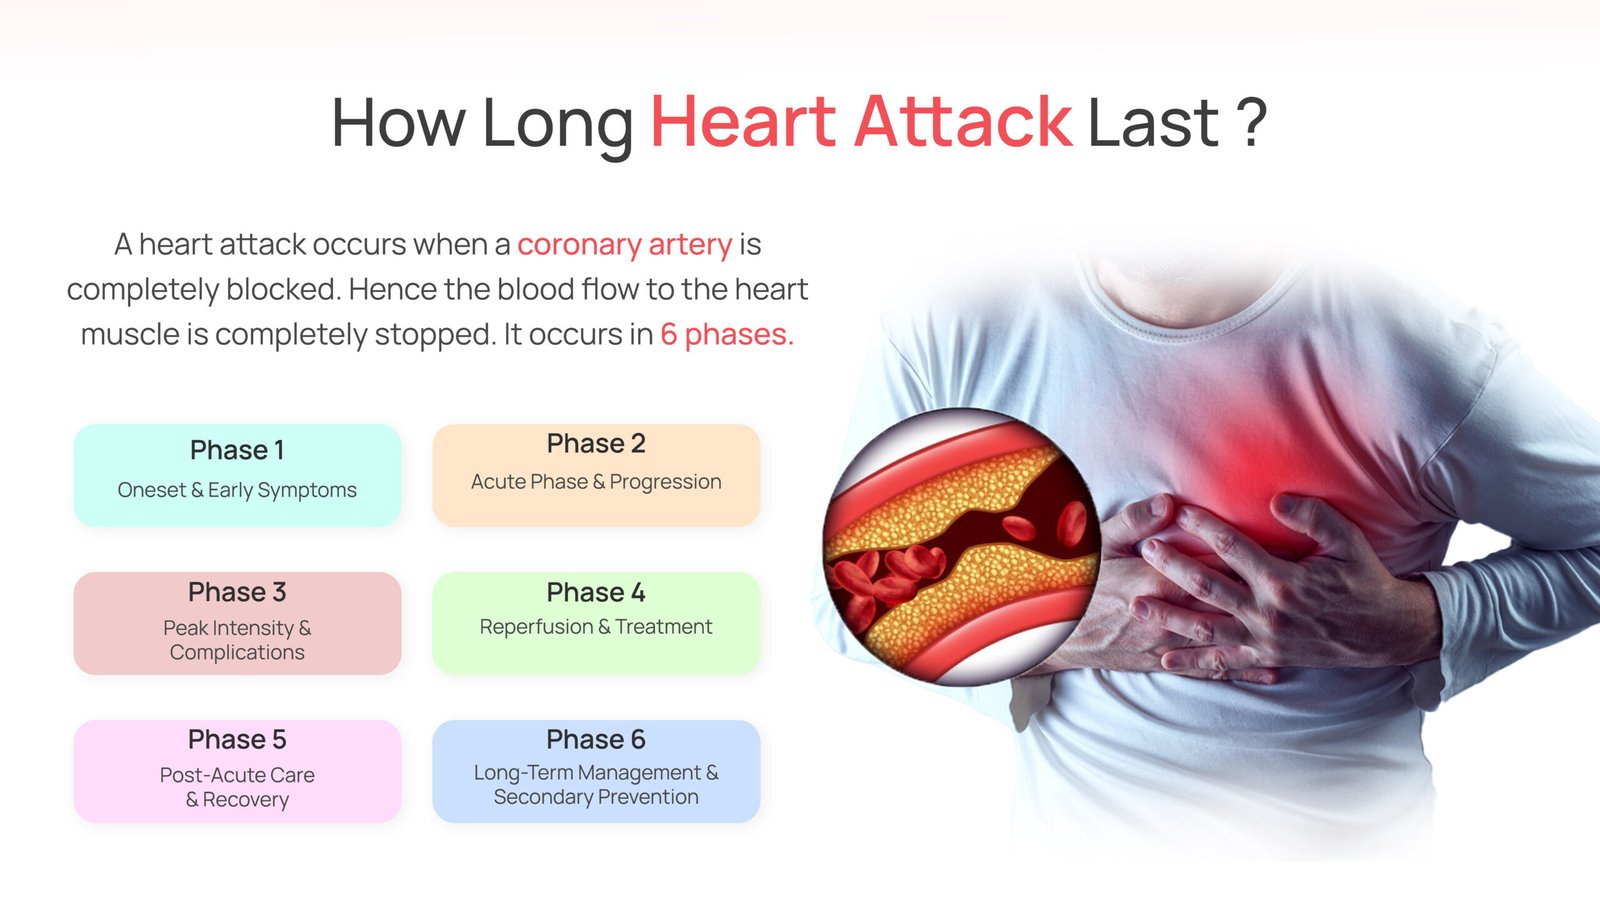 How Long Heart Attack Last ?
A heart attack occurs when a coronary artery is
completely blocked. Hence the blood flow to the heart
muscle is completely stopped. It occurs in 6 phases.
Phase 1
Oneset & Early Symptoms
Phase 2
Acute Phase & Progression
Phase 3
Peak Intensity &
Complications
Phase 4
Reperfusion & Treatment
Phase 5
Post-Acute Care
& Recovery
Phase 6
Long-Term Management &
Secondary Prevention